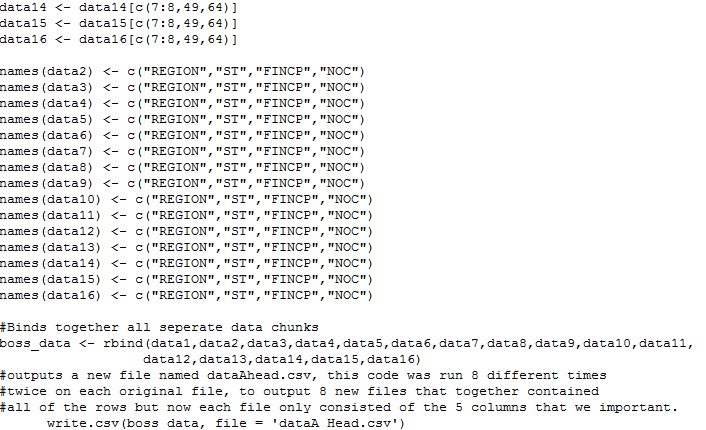 data14 <- data14[c(7:8,49,64)]
data15 <- data15[c(7:8,49,64)]
data16 <- data16[c(7:8,49,64)]
names(data2) <- c("REGION","ST","FINCP","NOC")
names(data3) <- c("REGION","ST","FINCP","NOC")
names(data4) <- c("REGION","ST","FINCP","NOC")
names(data5) <- c("REGION","ST","FINCP","NOC")
names(data6) <- c("REGION","ST","FINCP","NOC")
names(data7) <- c("REGION","ST","FINCP","NOC")
names(data8) <- c("REGION","ST","FINCP","NOC")
names(data9) <- c("REGION","ST","FINCP","NOC")
names(data10) <- c("REGION","ST","FINCP","NOC")
names(data11) <- c("REGION","ST","FINCP","NOC")
names(data12) <- c("REGION","ST","FINCP","NOC")
names(data13) <- c("REGION","ST","FINCP","NOC")
names(data14) <- c("REGION","ST","FINCP","NOC")
names(data15) <- c("REGION","ST","FINCP","NOC")
names(data16) <- c("REGION","ST","FINCP","NOC")
#Binds together all seperate data chunks
boss_data <- rbind(data1,data2,data3,data4,data5,data6,data7,data8,data9,data10,data11,
data12,data13,data14,data15,data16)
#outputs a new file named dataAhead.csv, this code was run 8 different times
#twice on each original file, to output 8 new files that together contained
#all of the rows but now each file only consisted of the 5 columns that we important.
write.csv(boss_data, file = 'dataA_Head.csv')